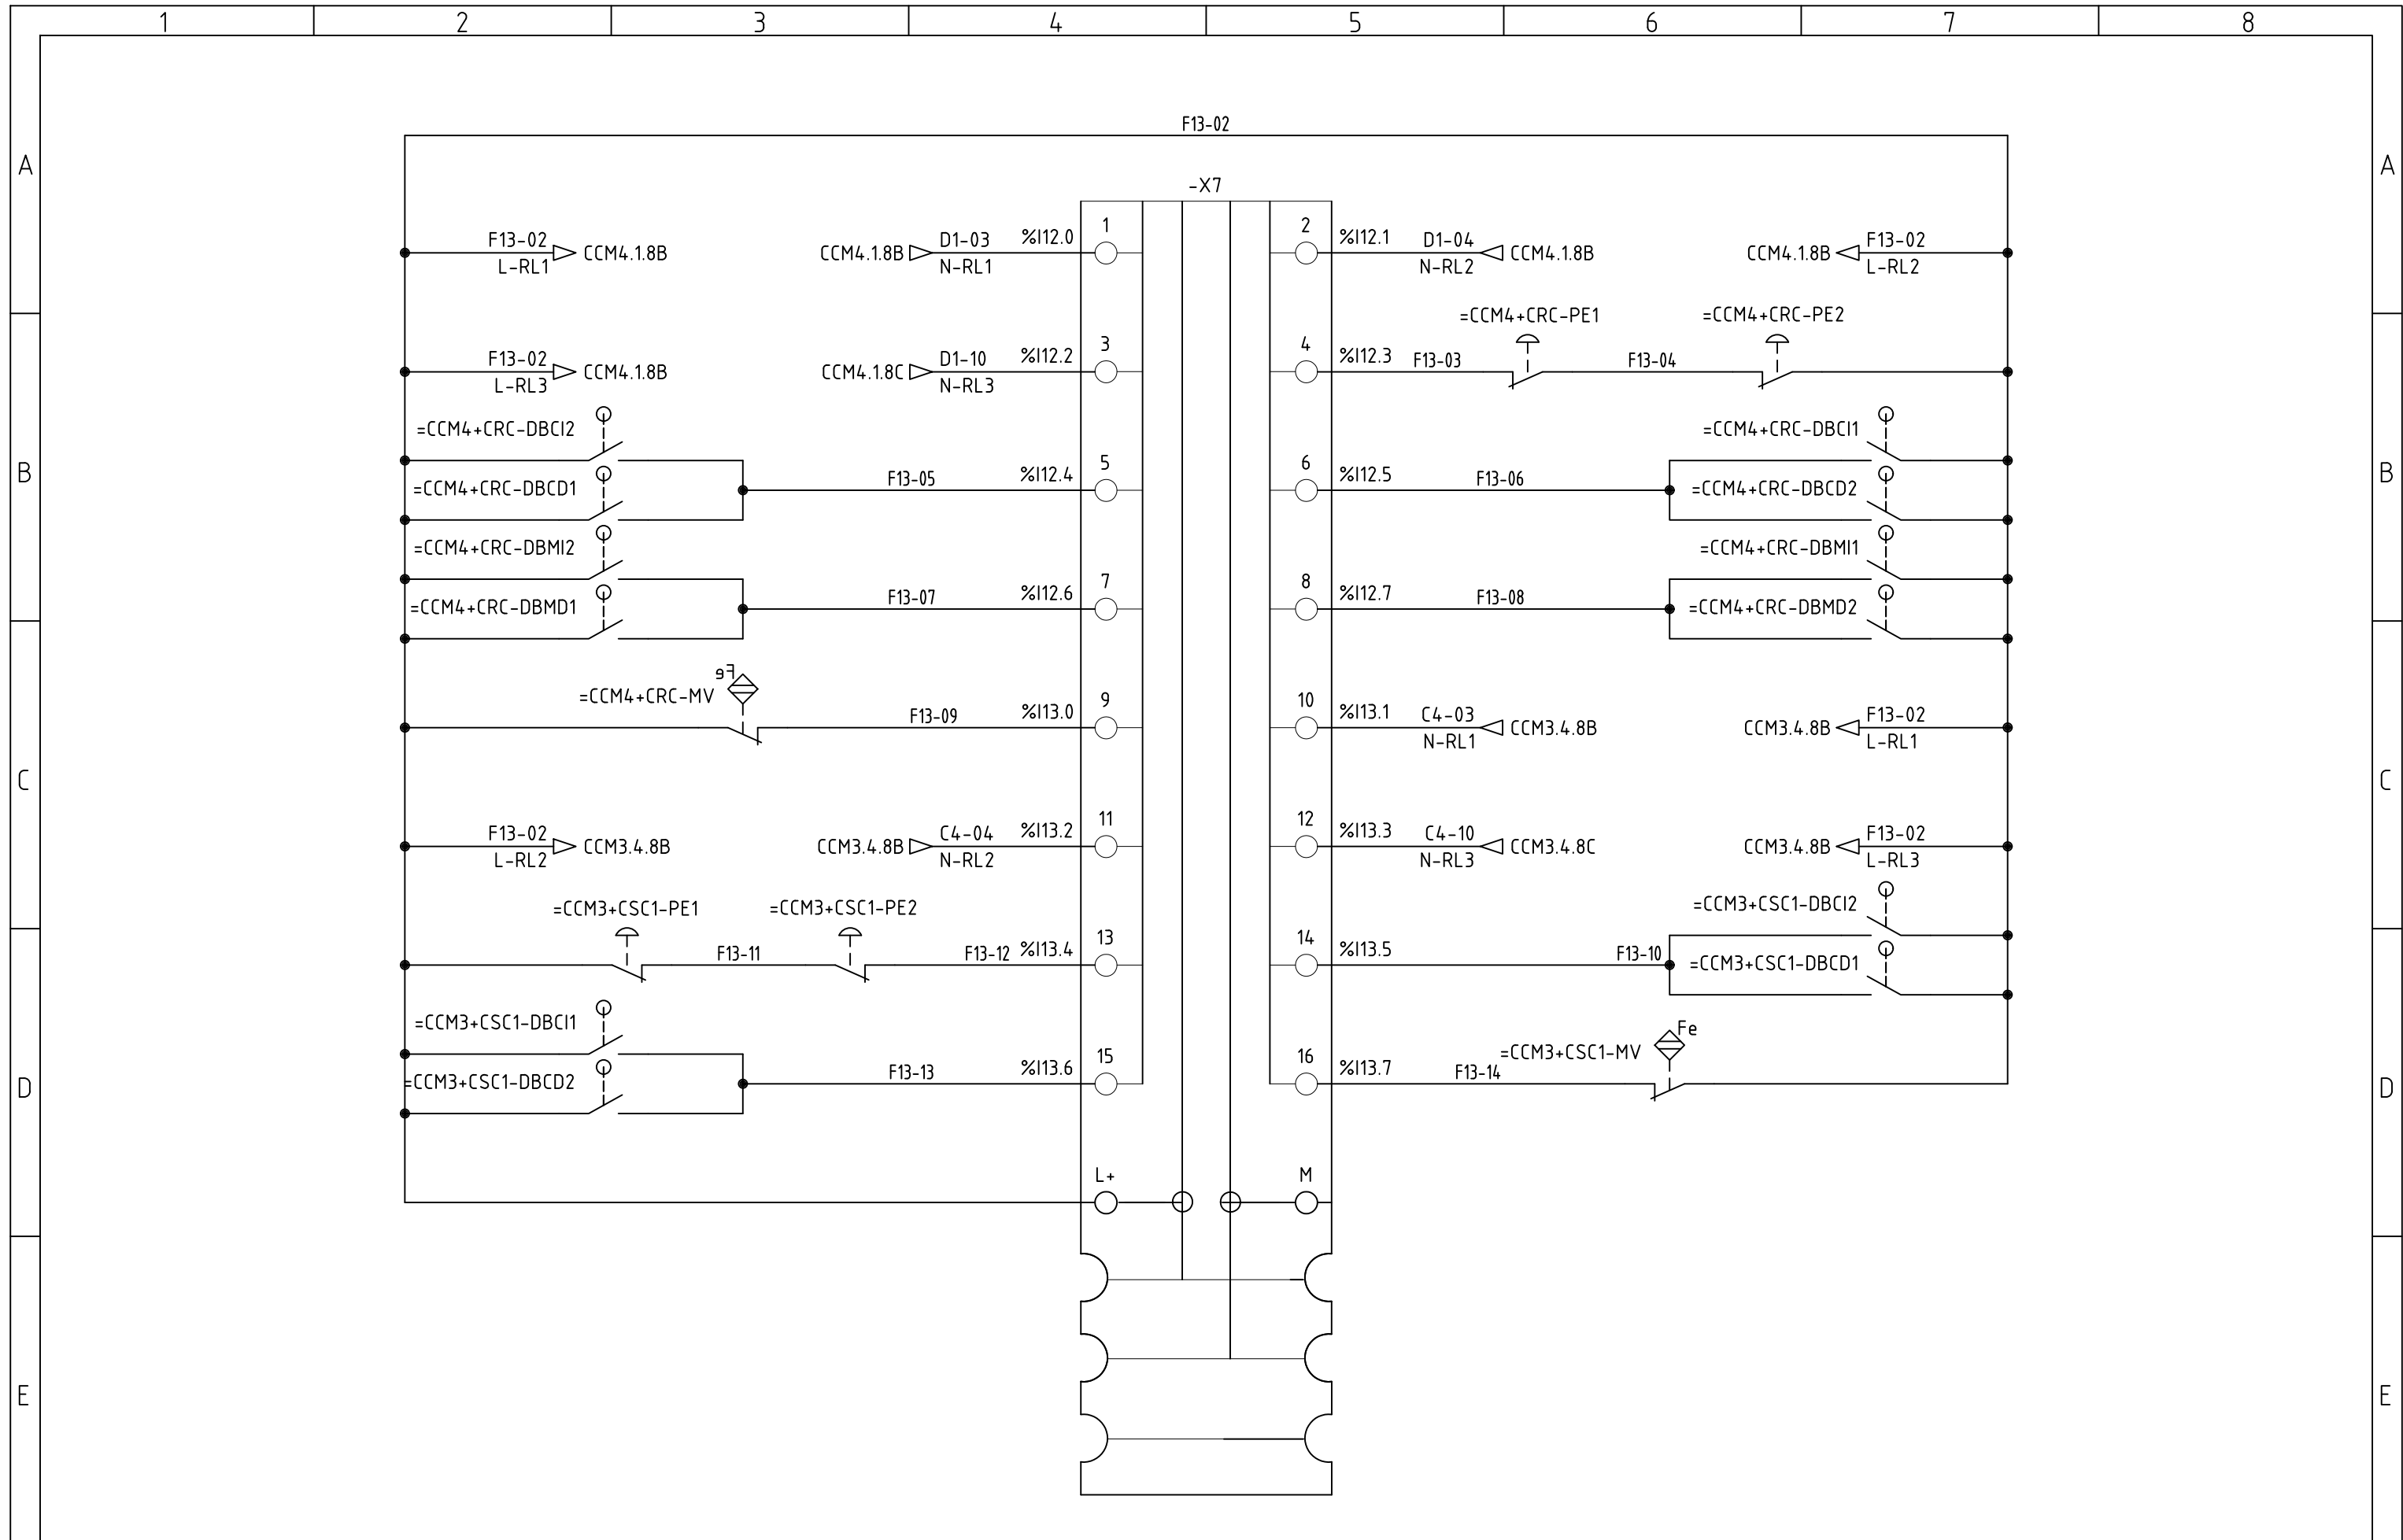 1 2 3 4 5 6 7 8
F13-02
A A
-X7
1 2
F13-02 CCM4.1.8B CCM4.1.8B D1-03 %I12.0 %I12.1 D1-04 CCM4.1.8B CCM4.1.8B F13-02
L-RL1 N-RL1 N-RL2 L-RL2
=CCM4+CRC-PE1 =CCM4+CRC-PE2
3 4
F13-02 CCM4.1.8B CCM4.1.8C D1-10 %I12.2 %I12.3 F13-03 F13-04
L-RL3 N-RL3
=CCM4+CRC-DBCI2 =CCM4+CRC-DBCI1
5 6
B F13-05 %I12.4 %I12.5 F13-06 B
=CCM4+CRC-DBCD1 =CCM4+CRC-DBCD2
=CCM4+CRC-DBMI2 =CCM4+CRC-DBMI1
7 8
F13-07 %I12.6 %I12.7 F13-08
=CCM4+CRC-DBMD1 =CCM4+CRC-DBMD2
Fe
=CCM4+CRC-MV 9 10
F13-09 %I13.0 %I13.1 C4-03 CCM3.4.8B CCM3.4.8B F13-02
N-RL1 L-RL1
C C
11 12
F13-02 CCM3.4.8B CCM3.4.8B C4-04 %I13.2 %I13.3 C4-10 CCM3.4.8C CCM3.4.8B F13-02
L-RL2 N-RL2 N-RL3 L-RL3
=CCM3+CSC1-PE1 =CCM3+CSC1-PE2 =CCM3+CSC1-DBCI2
13 14
F13-11 F13-12 %I13.4 %I13.5 F13-10 =CCM3+CSC1-DBCD1
=CCM3+CSC1-DBCI1 Fe
15 16 =CCM3+CSC1-MV
=CCM3+CSC1-DBCD2 F13-13 %I13.6 %I13.7 F13-14
D D
L+ M
E E